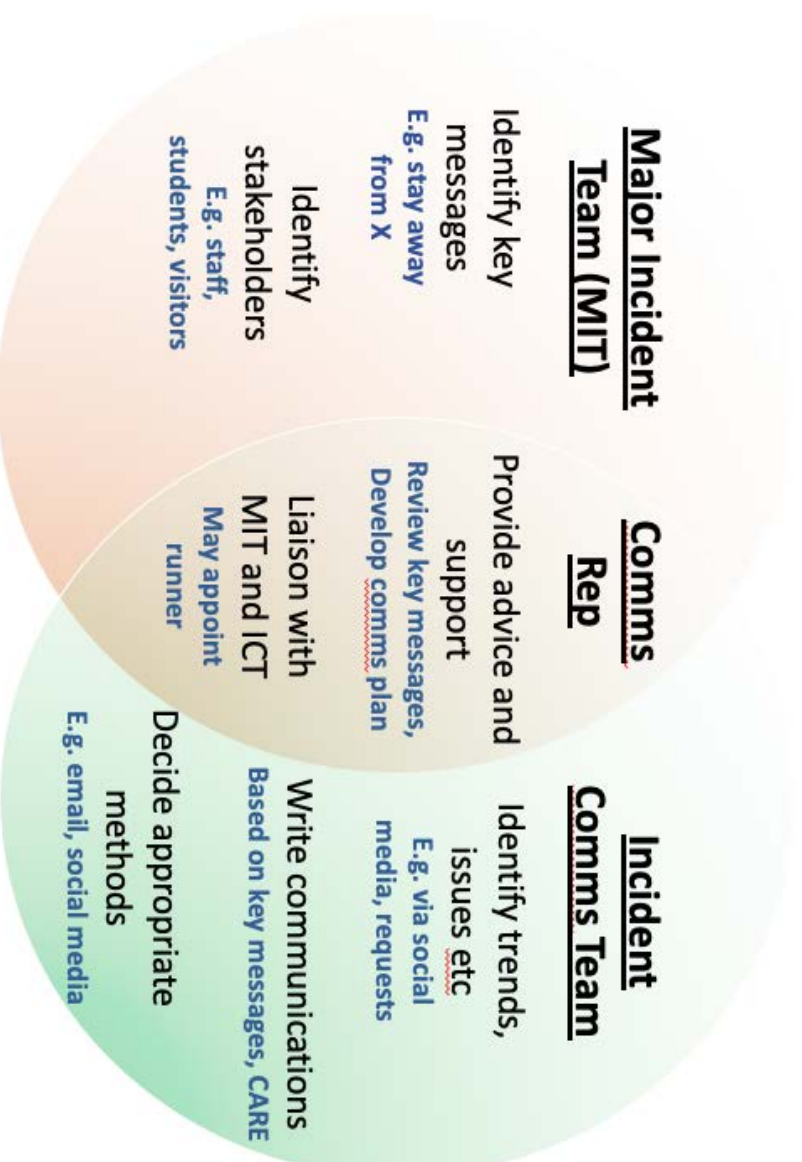 Major Incident
Team (MIT)
Identify key
messages
E.g. stay away
from X
Identify
stakeholders
E.g. staff,
students, visitors
Comms
Rep
Provide advice and
support
Review key messages,
Develop comms plan
Liaison with
MIT and ICT
May appoint
runner
Incident
Comms Team
Identify trends,
issues etc
E.g. via social
media, requests
Write communications
Based on key messages, CARE
Decide appropriate
methods
E.g. email, social media